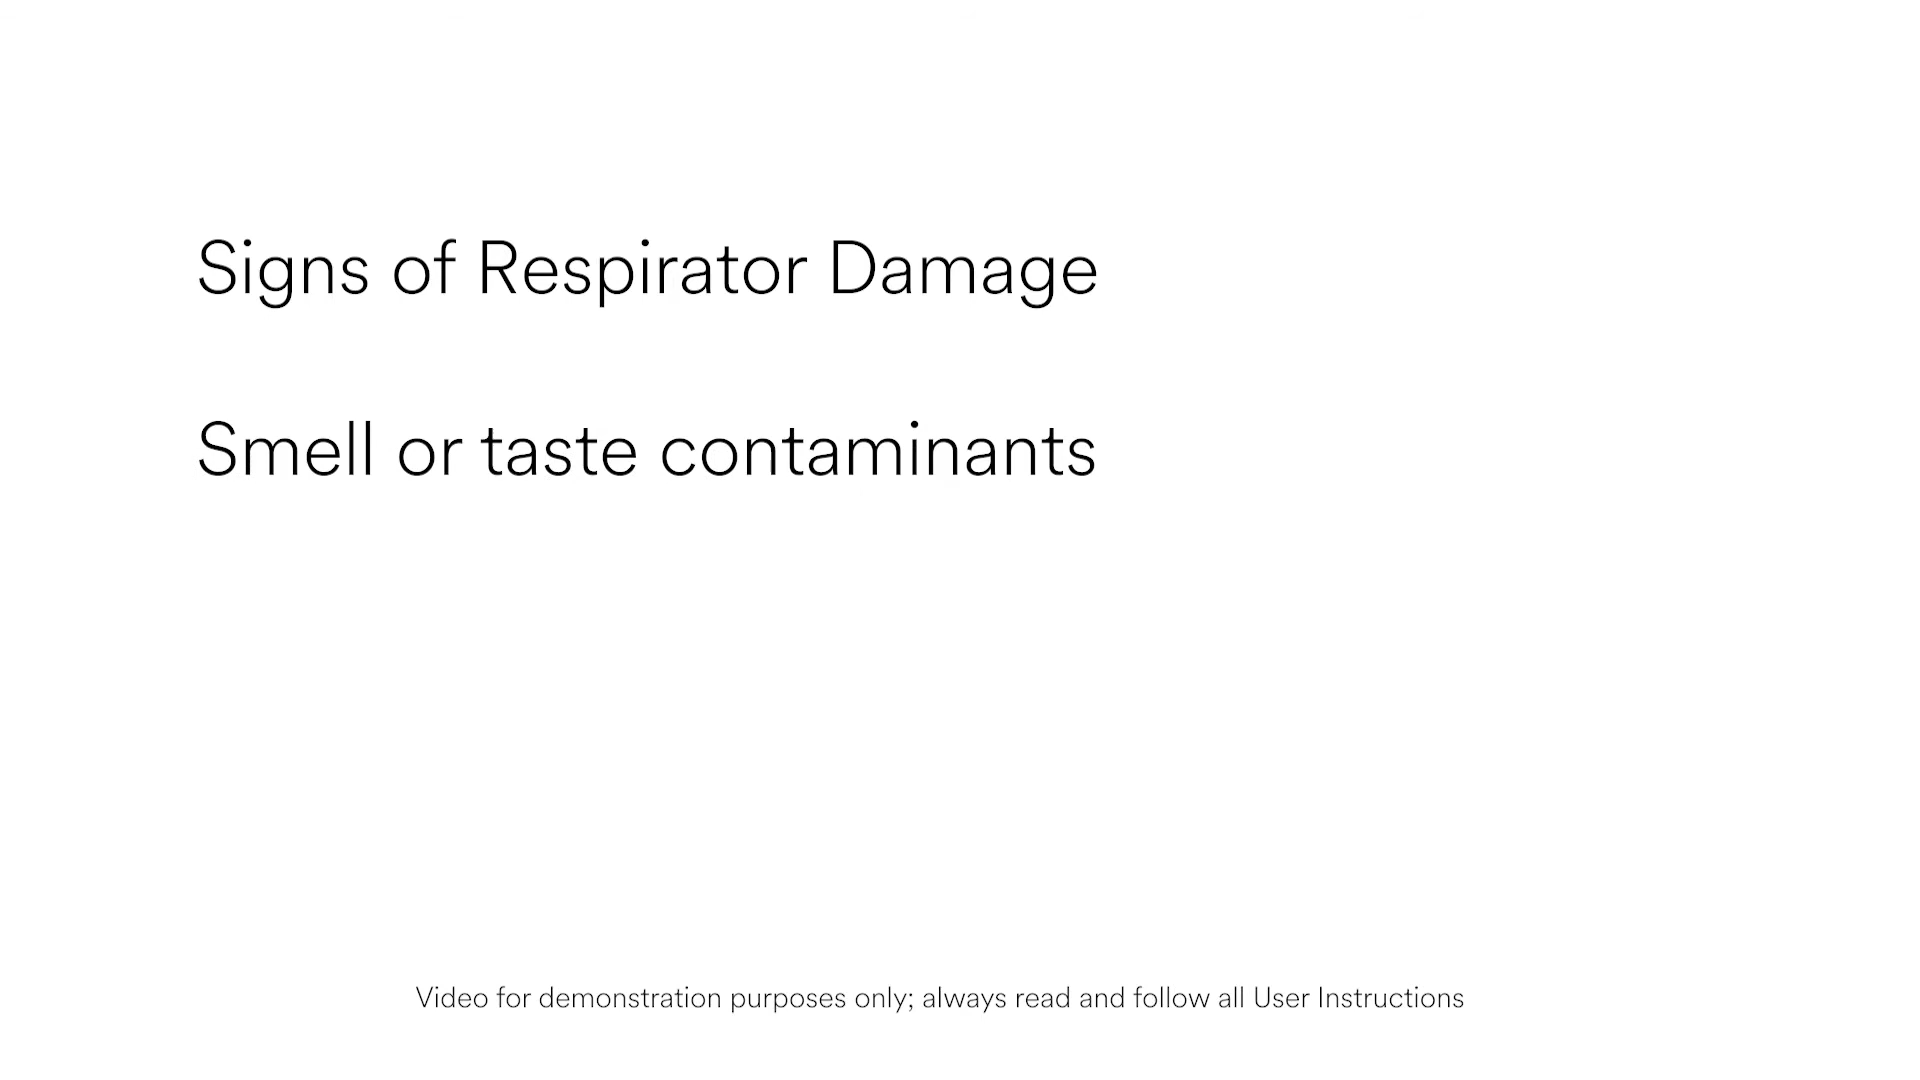 Signs of Respirator Damage
Smell or taste contaminants
Video for demonstration purposes only; always read and follow all User Instructions